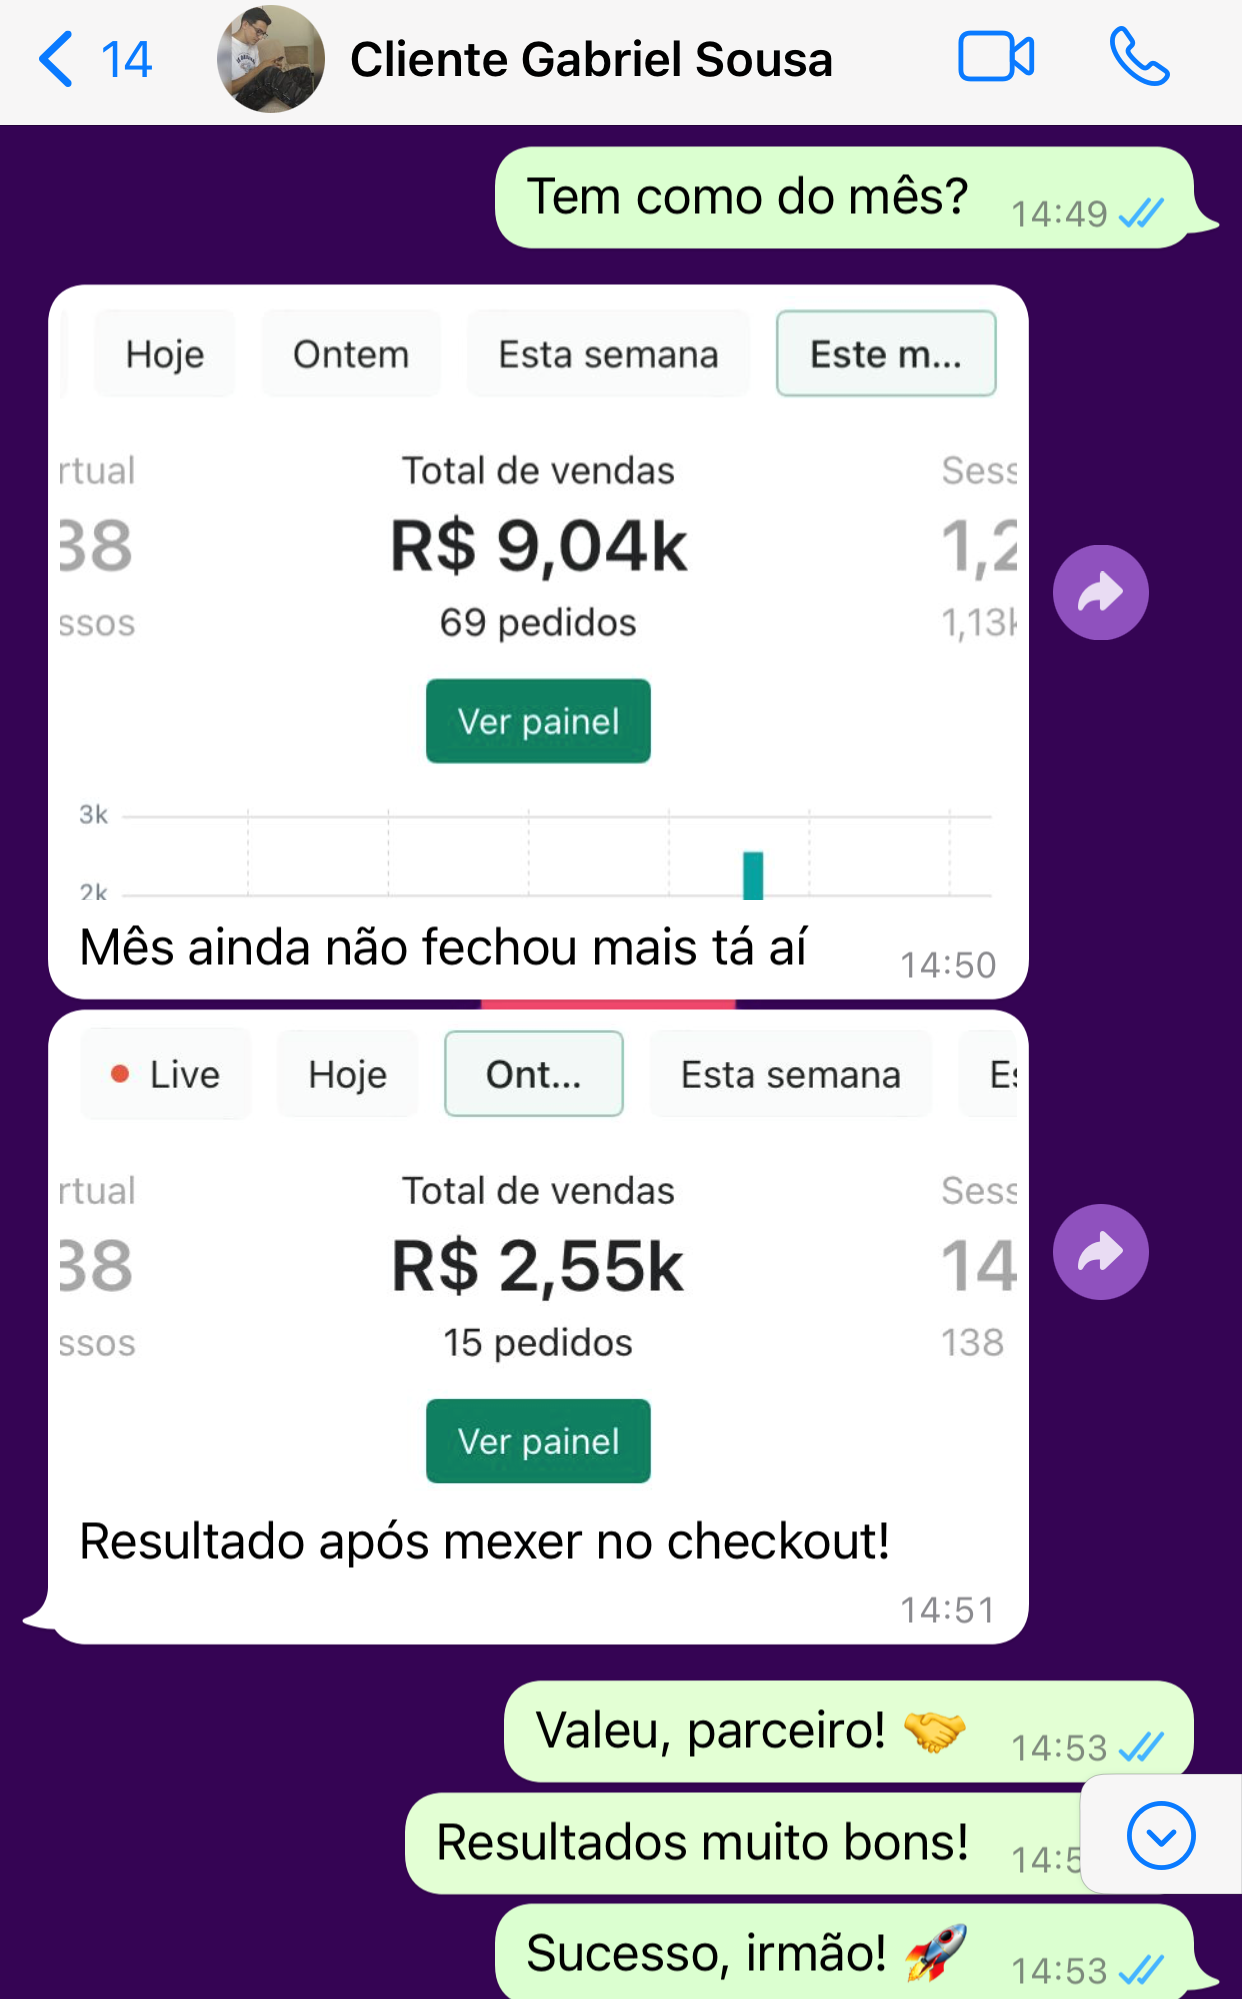 14 Cliente Gabriel Sousa
Tem como do mês? 14:49
Hoje Ontem Esta semana Este m...
rtual Total de vendas Sess
38 R$ 9,04k 1,2
ssos 69 pedidos 1,13k
Ver painel
3k
2k
Mês ainda não fechou mais tá aí 14:50
Live Hoje Ont... Esta semana Es
rtual Total de vendas Sess
38 R$ 2,55k 14
ssos 15 pedidos 138
Ver painel
Resultado após mexer no checkout!
14:51
Valeu, parceiro! 🤝 14:53
Resultados muito bons! 14:5
Sucesso, irmão! 🚀 14:53